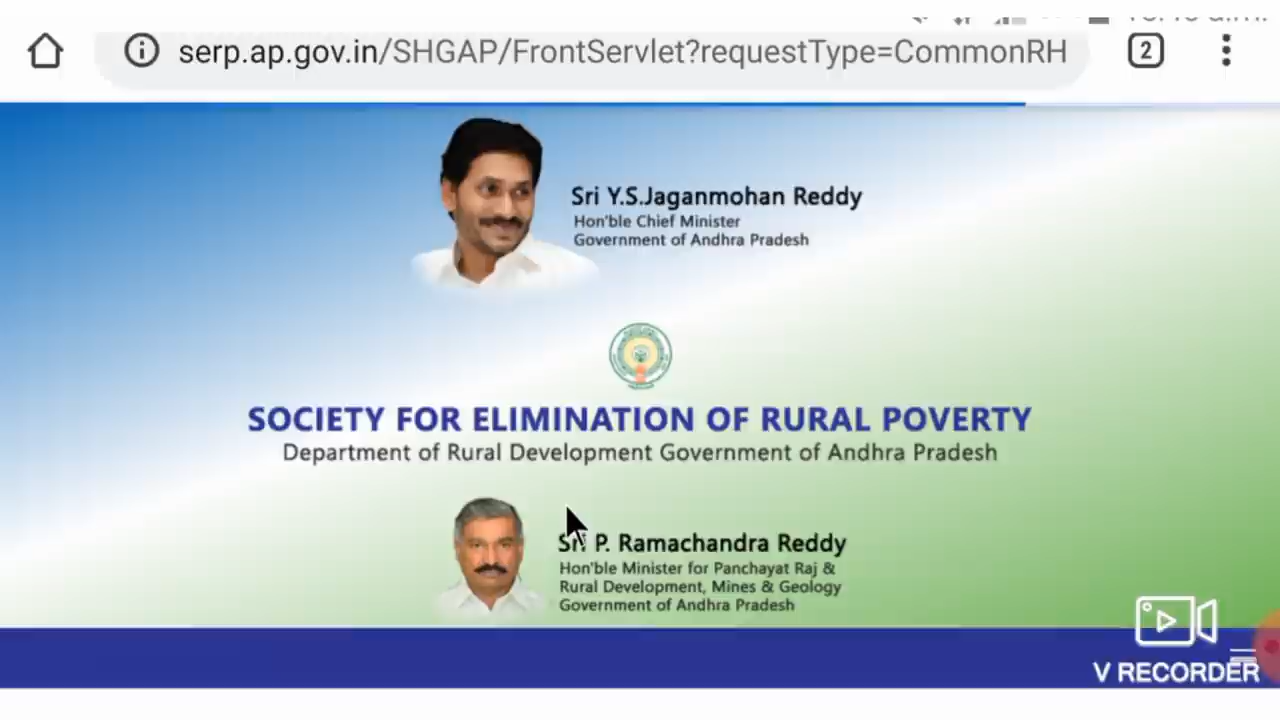 serp.ap.gov.in/SHGAP/FrontServlet?requestType=CommonRH
2
Sri Y.S.Jaganmohan Reddy
Hon'ble Chief Minister
Government of Andhra Pradesh
SOCIETY FOR ELIMINATION OF RURAL POVERTY
Department of Rural Development Government of Andhra Pradesh
Sri P. Ramachandra Reddy
Hon'ble Minister for Panchayat Raj &
Rural Development, Mines & Geology
Government of Andhra Pradesh
V RECORDER